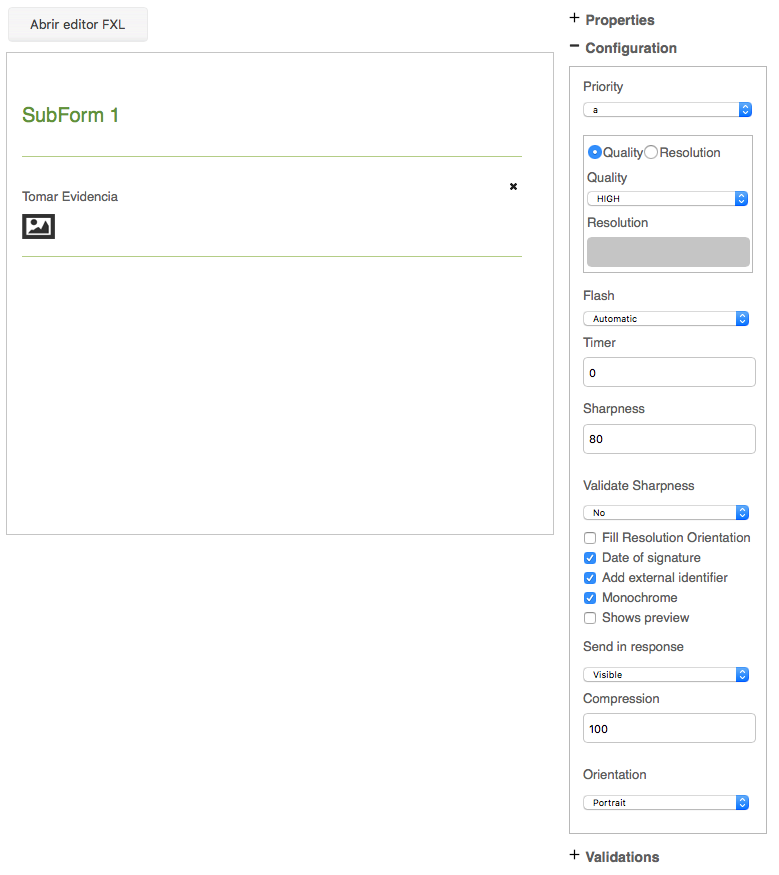 Abrir editor FXL
SubForm 1
Tomar Evidencia
Properties
Configuration
Priority
a
Quality Resolution
Quality
HIGH
Resolution
Flash
Automatic
Timer
0
Sharpness
80
Validate Sharpness
No
Fill Resolution Orientation
Date of signature
Add external identifier
Monochrome
Shows preview
Send in response
Visible
Compression
100
Orientation
Portrait
Validations